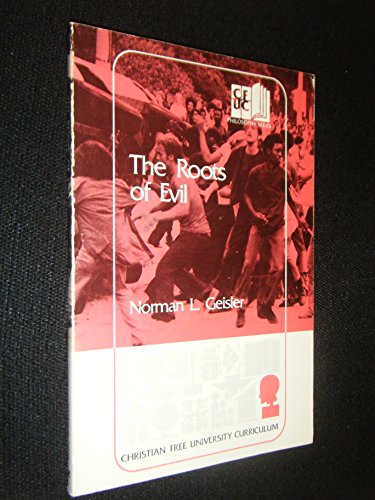 CFUC
PHILOSOPHY SERIES
The Roots
of Evil
Norman L. Geisler
CHRISTIAN FREE UNIVERSITY CURRICULUM